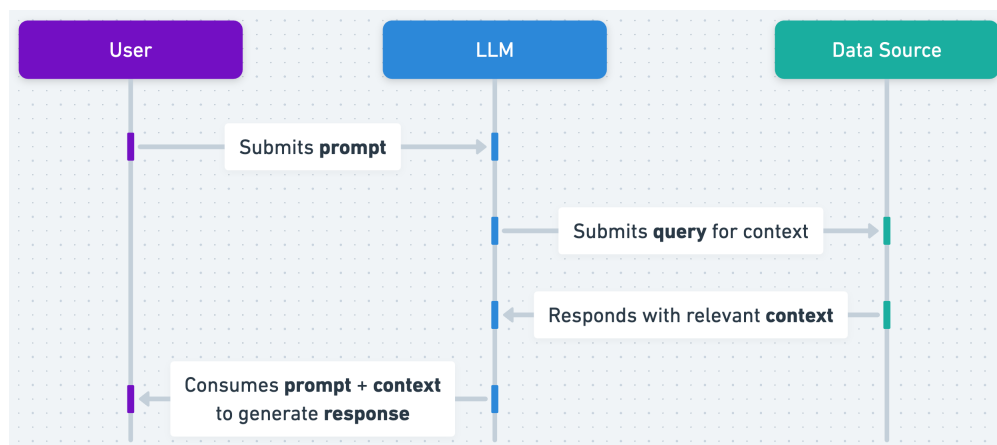 User
LLM
Data Source
Submits prompt
Submits query for context
Responds with relevant context
Consumes prompt + context
to generate response